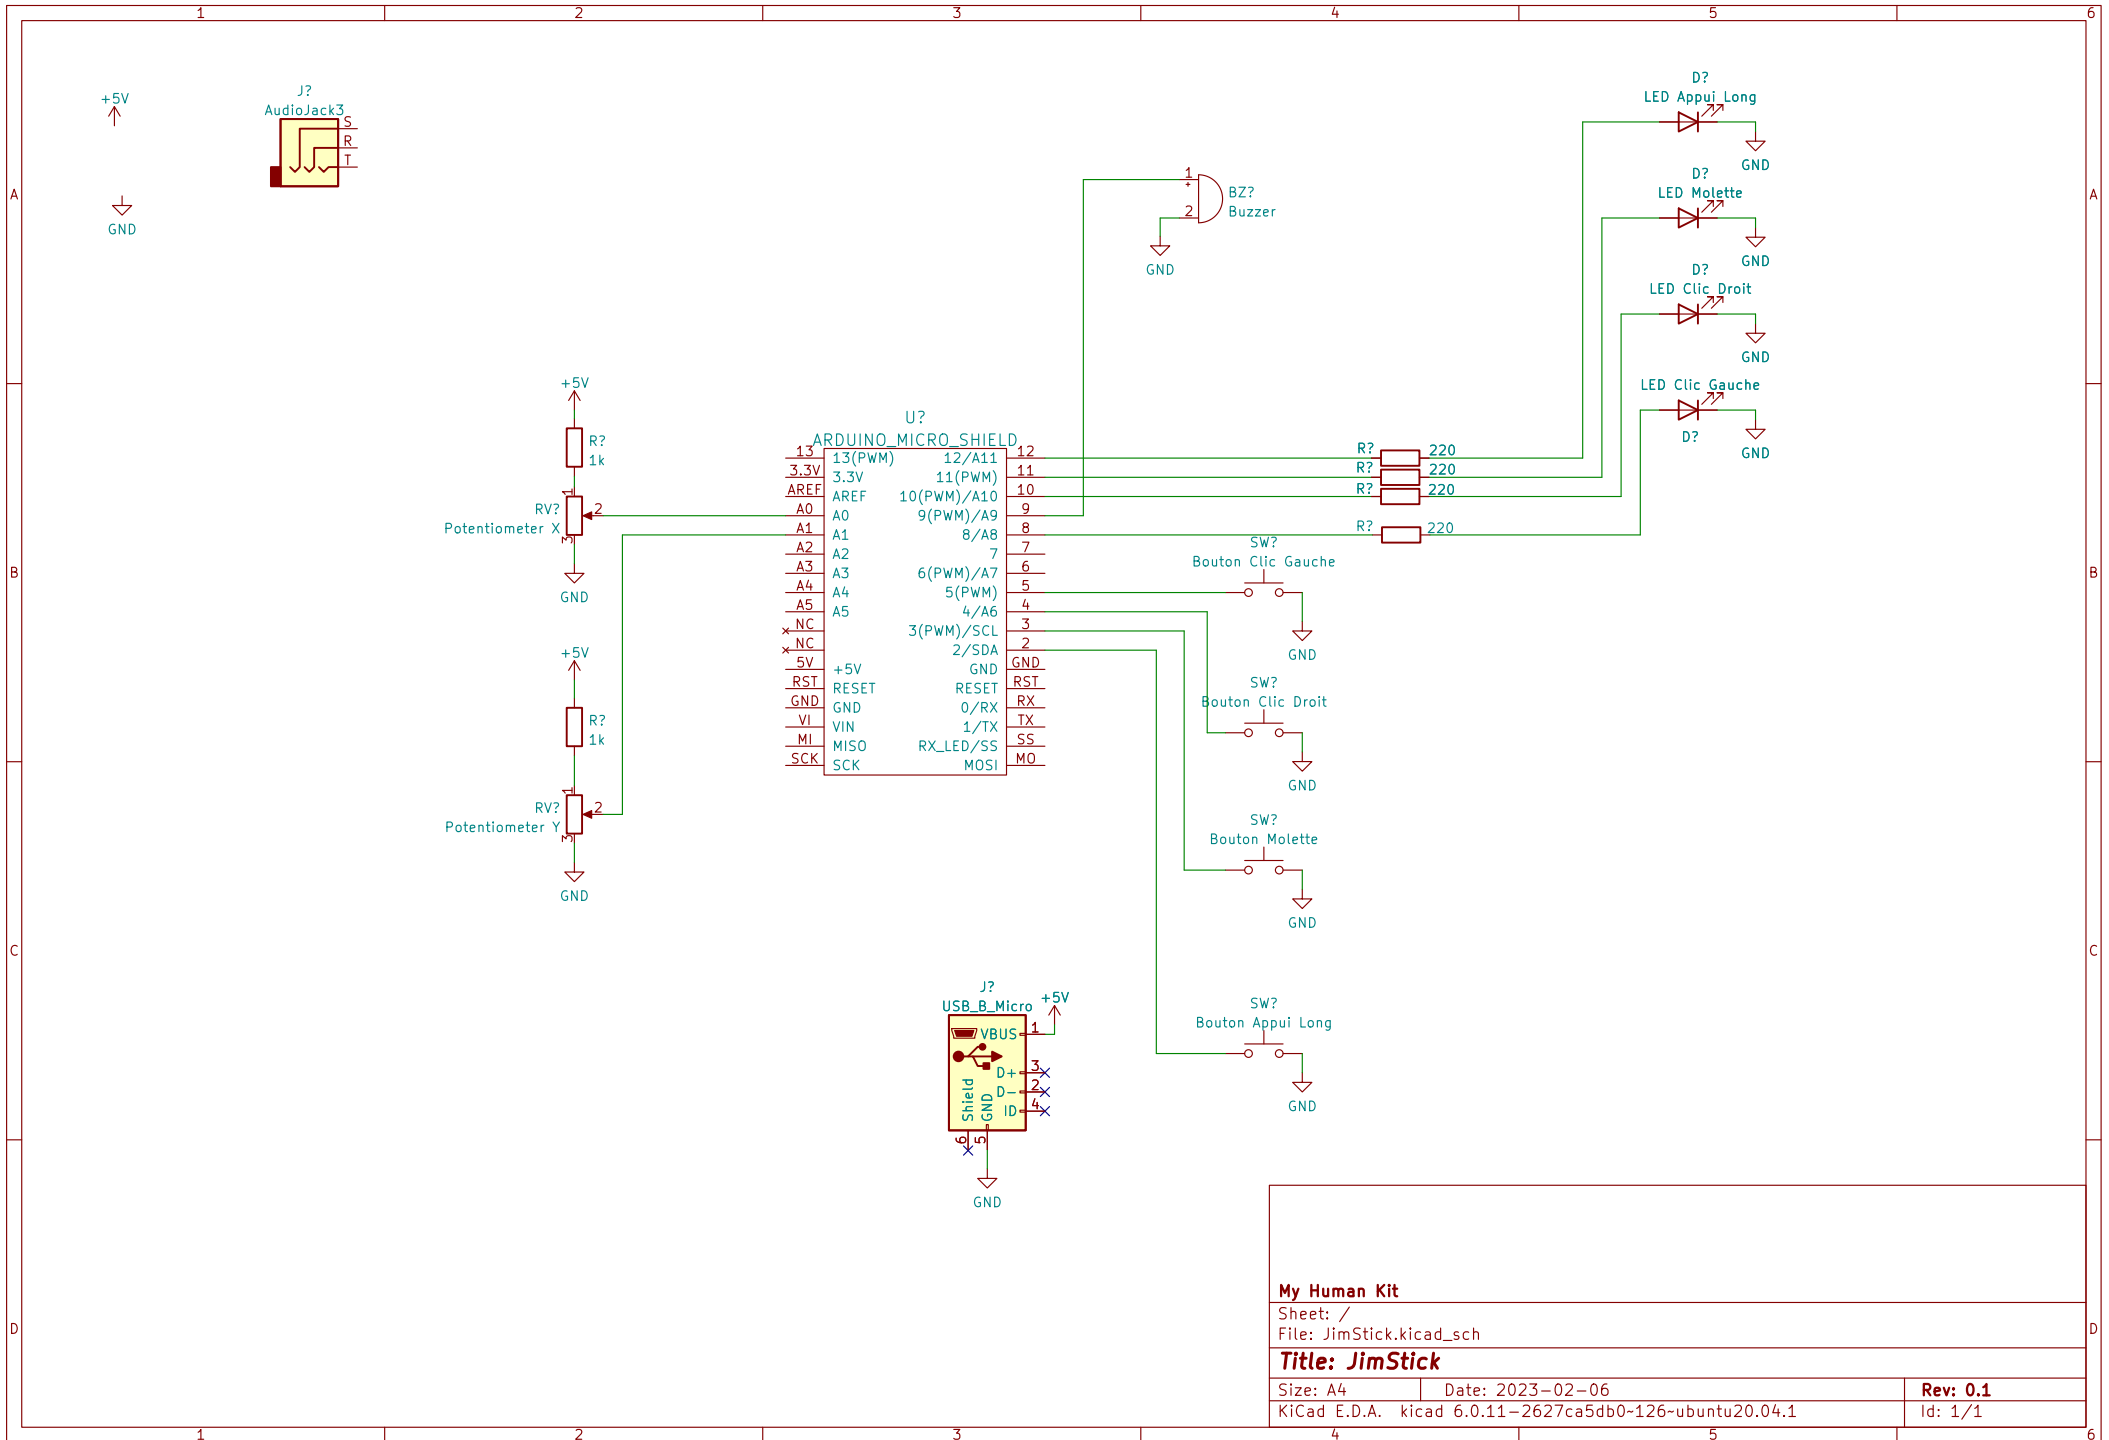 1 2 3 4 5 6
A
B
C
D
A
B
C
D
+5V
GND
J?
AudioJack3
S
R
T
BZ?
Buzzer
1
+
2
GND
D?
LED Appui Long
GND
D?
LED Molette
GND
D?
LED Clic Droit
GND
LED Clic Gauche
D?
GND
+5V
R?
1k
RV?
Potentiometer X
1
2
3
GND
+5V
R?
1k
RV?
Potentiometer Y
1
2
3
GND
U?
ARDUINO_MICRO_SHIELD
13 13(PWM) 12/A11 12
3.3V 3.3V 11(PWM) 11
AREF AREF 10(PWM)/A10 10
A0 A0 9(PWM)/A9 9
A1 A1 8/A8 8
A2 A2 7 7
A3 A3 6(PWM)/A7 6
A4 A4 5(PWM) 5
A5 A5 4/A6 4
NC 3(PWM)/SCL 3
NC 2/SDA 2
5V +5V GND GND
RST RESET RESET RST
GND GND 0/RX RX
VI VIN 1/TX TX
MI MISO RX_LED/SS SS
SCK SCK MOSI MO
R? 220
R? 220
R? 220
R? 220
SW?
Bouton Clic Gauche
GND
SW?
Bouton Clic Droit
GND
SW?
Bouton Molette
GND
SW?
Bouton Appui Long
GND
J?
USB_B_Micro
+5V
VBUS 1
D+ 3
D- 2
ID 4
Shield
GND
6
5
GND
My Human Kit
Sheet: /
File: JimStick.kicad_sch
Title: JimStick
Size: A4 Date: 2023-02-06 Rev: 0.1
KiCad E.D.A. kicad 6.0.11-2627ca5db0~126~ubuntu20.04.1 Id: 1/1
1 2 3 4 5 6